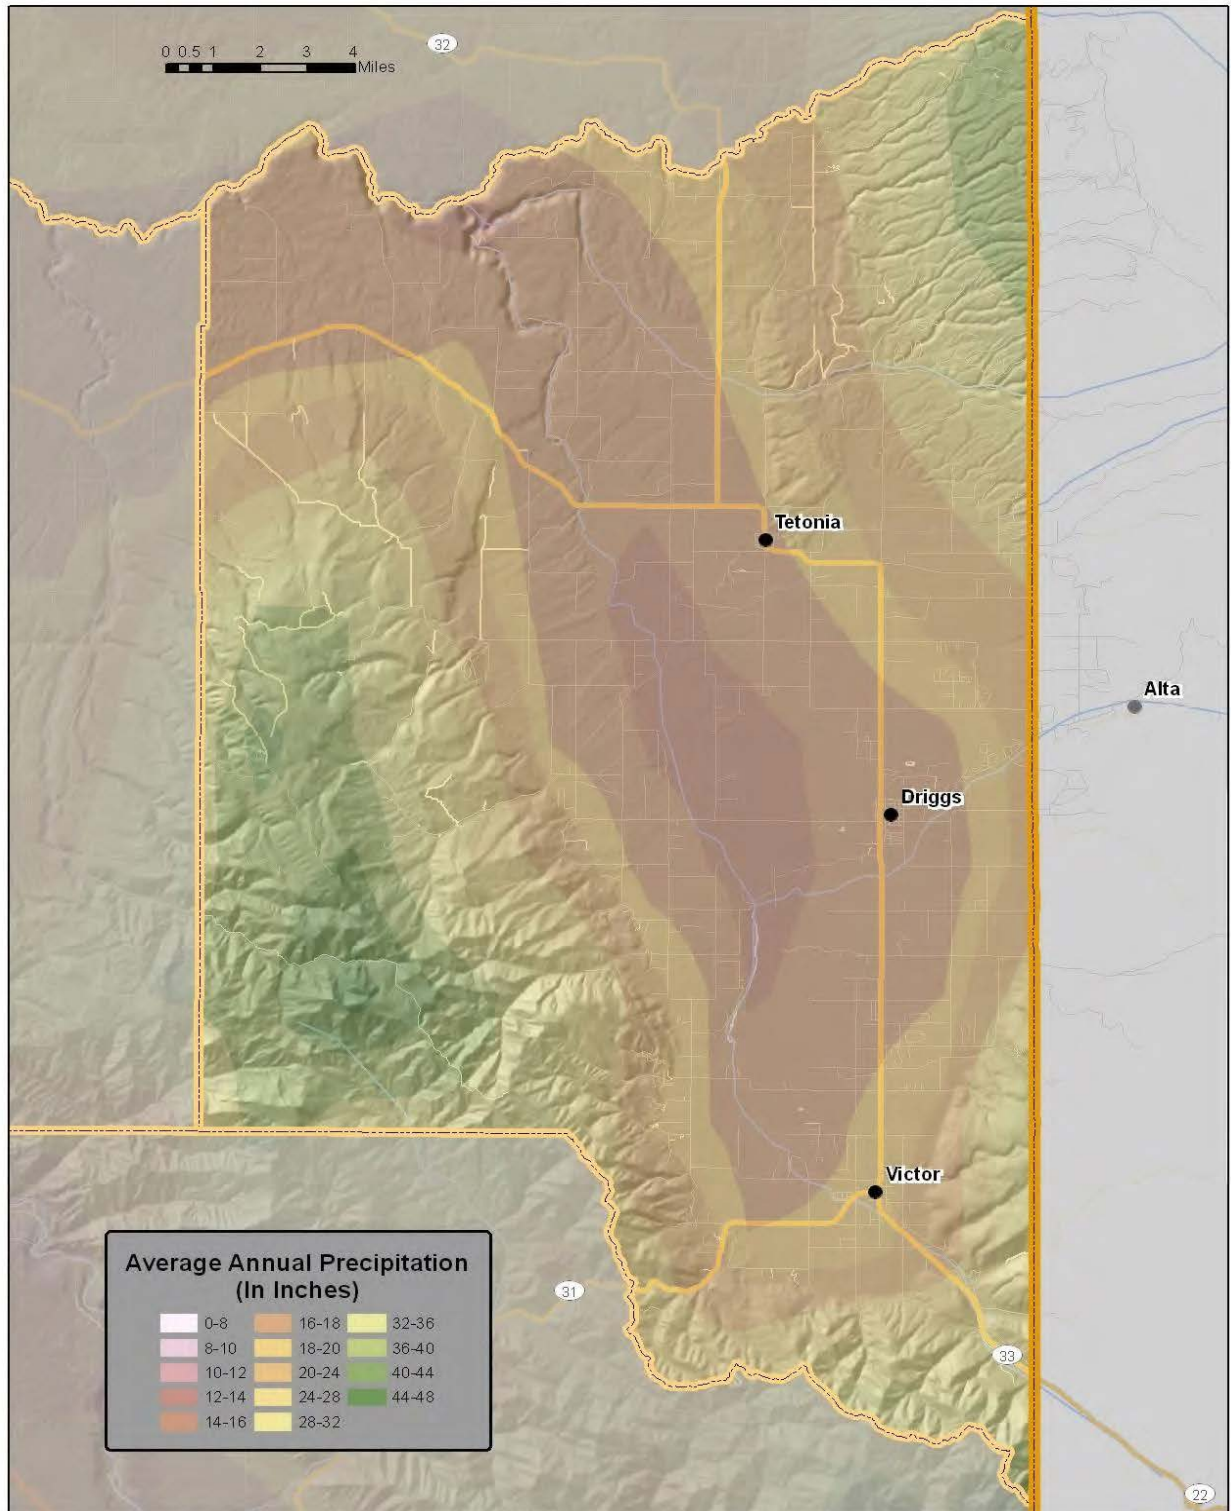 32
0 0.5 1 2 3 4
Miles
Tetonia
Alta
Driggs
Victor
Average Annual Precipitation
(In Inches)
0-8
8-10
10-12
12-14
14-16
16-18
18-20
20-24
24-28
28-32
32-36
36-40
40-44
44-48
31
33
22